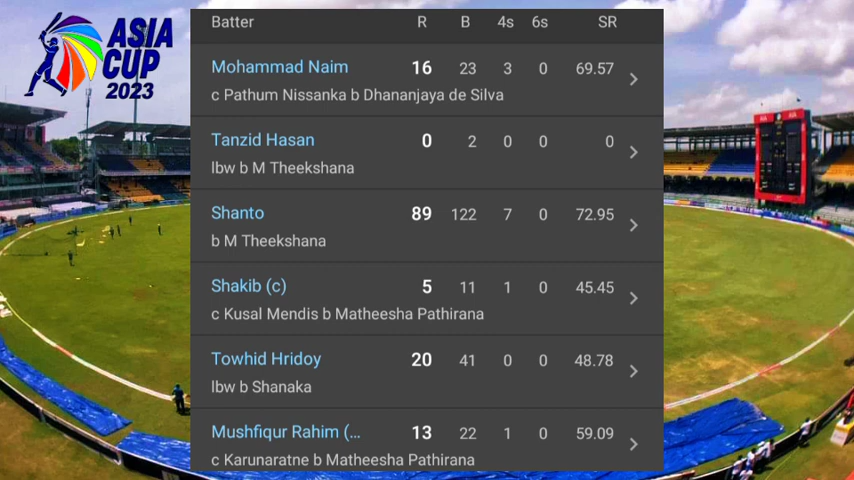 ASIA
CUP
2023
Batter R B 4s 6s SR
Mohammad Naim 16 23 3 0 69.57
c Pathum Nissanka b Dhananjaya de Silva
Tanzid Hasan 0 2 0 0 0
lbw b M Theekshana
Shanto 89 122 7 0 72.95
b M Theekshana
Shakib (c) 5 11 1 0 45.45
c Kusal Mendis b Matheesha Pathirana
Towhid Hridoy 20 41 0 0 48.78
lbw b Shanaka
Mushfiqur Rahim (... 13 22 1 0 59.09
c Karunaratne b Matheesha Pathirana